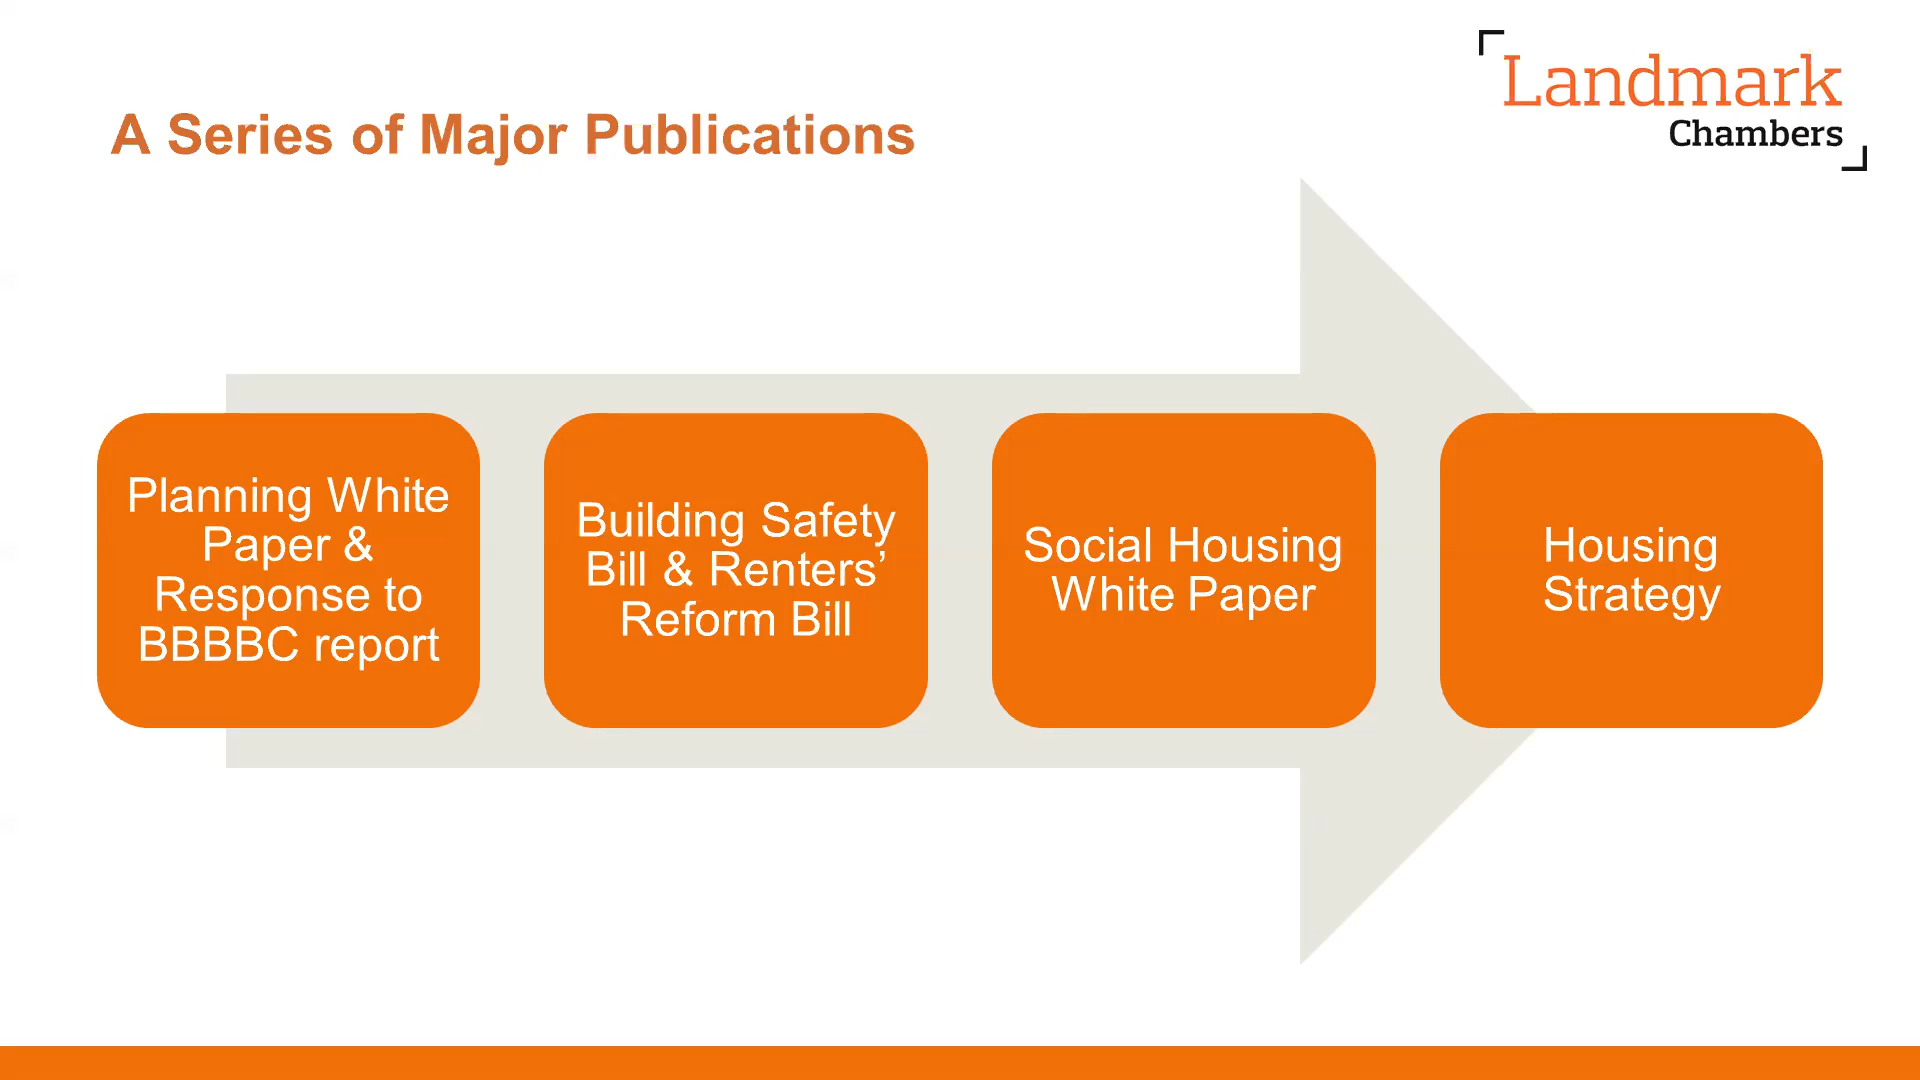 Landmark
Chambers
A Series of Major Publications
Planning White
Paper &
Response to
BBBBC report
Building Safety
Bill & Renters’
Reform Bill
Social Housing
White Paper
Housing
Strategy